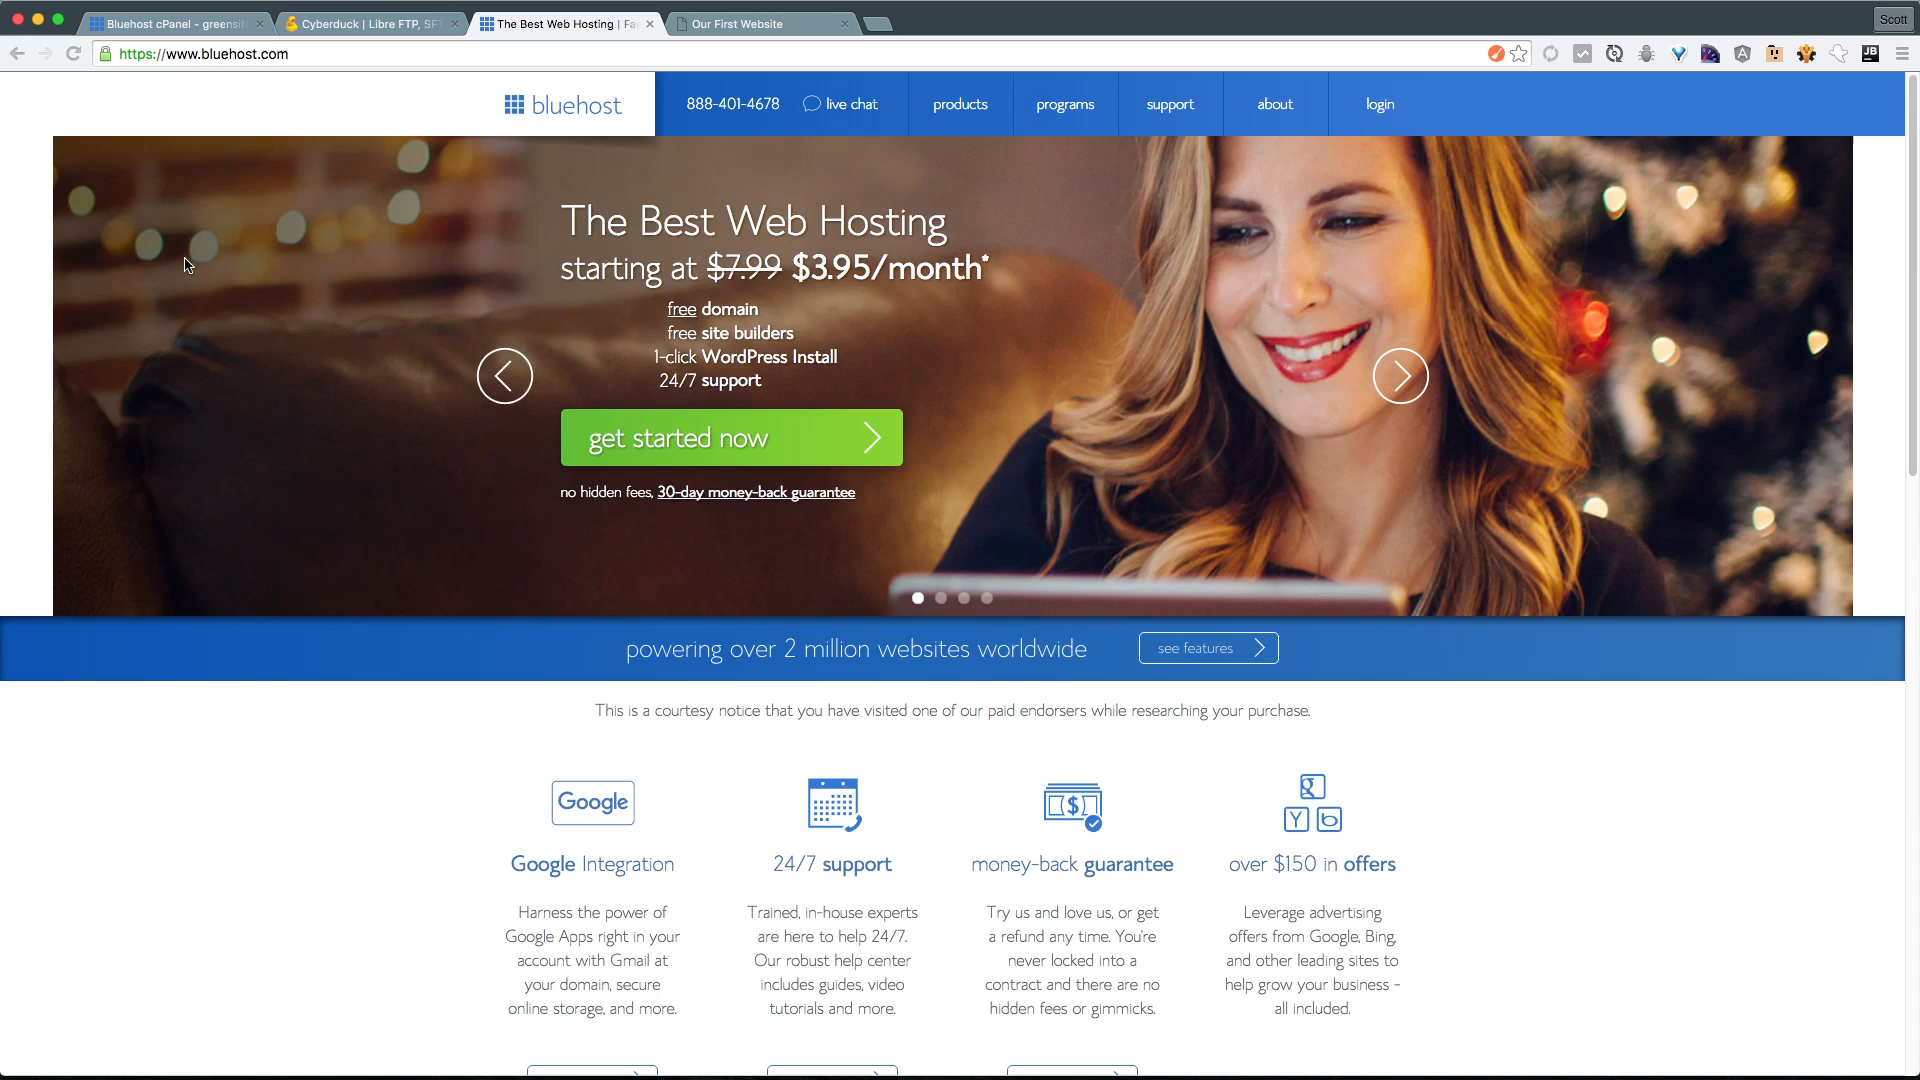 Bluehost cPanel - greensit
Cyberduck | Libre FTP, SFT
The Best Web Hosting | Fa
Our First Website
Scott
https://www.bluehost.com
JB
bluehost
888-401-4678
live chat
products
programs
support
about
login
The Best Web Hosting
starting at $7.99 $3.95/month*
free domain
free site builders
1-click WordPress Install
24/7 support
get started now
no hidden fees, 30-day money-back guarantee
powering over 2 million websites worldwide
see features
This is a courtesy notice that you have visited one of our paid endorsers while researching your purchase.
Google
Google Integration
Harness the power of
Google Apps right in your
account with Gmail at
your domain, secure
online storage, and more.
24/7 support
Trained, in-house experts
are here to help 24/7.
Our robust help center
includes guides, video
tutorials and more.
$
money-back guarantee
Try us and love us, or get
a refund any time. You're
never locked into a
contract and there are no
hidden fees or gimmicks.
g
Y b
over $150 in offers
Leverage advertising
offers from Google, Bing,
and other leading sites to
help grow your business -
all included.